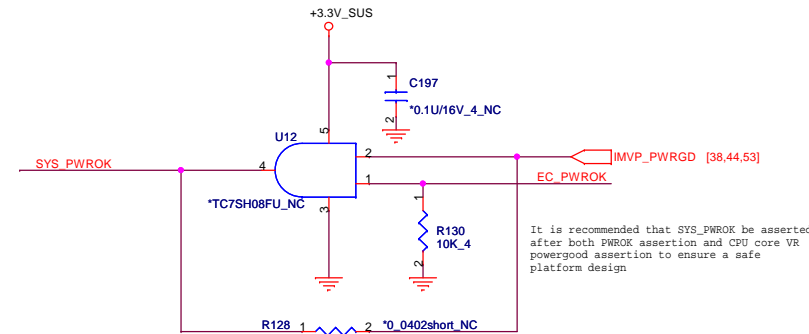 +3.3V_SUS
1
C197
*0.1U/16V_4_NC
2
U12
5
SYS_PWROK
4
2
IMVP_PWRGD [38,44,53]
1
EC_PWROK
*TC7SH08FU_NC
3
1
R130
10K_4
2
It is recommended that SYS_PWROK be asserted
after both PWROK assertion and CPU core VR
powergood assertion to ensure a safe
platform design
R128 1 2 *0_0402short_NC